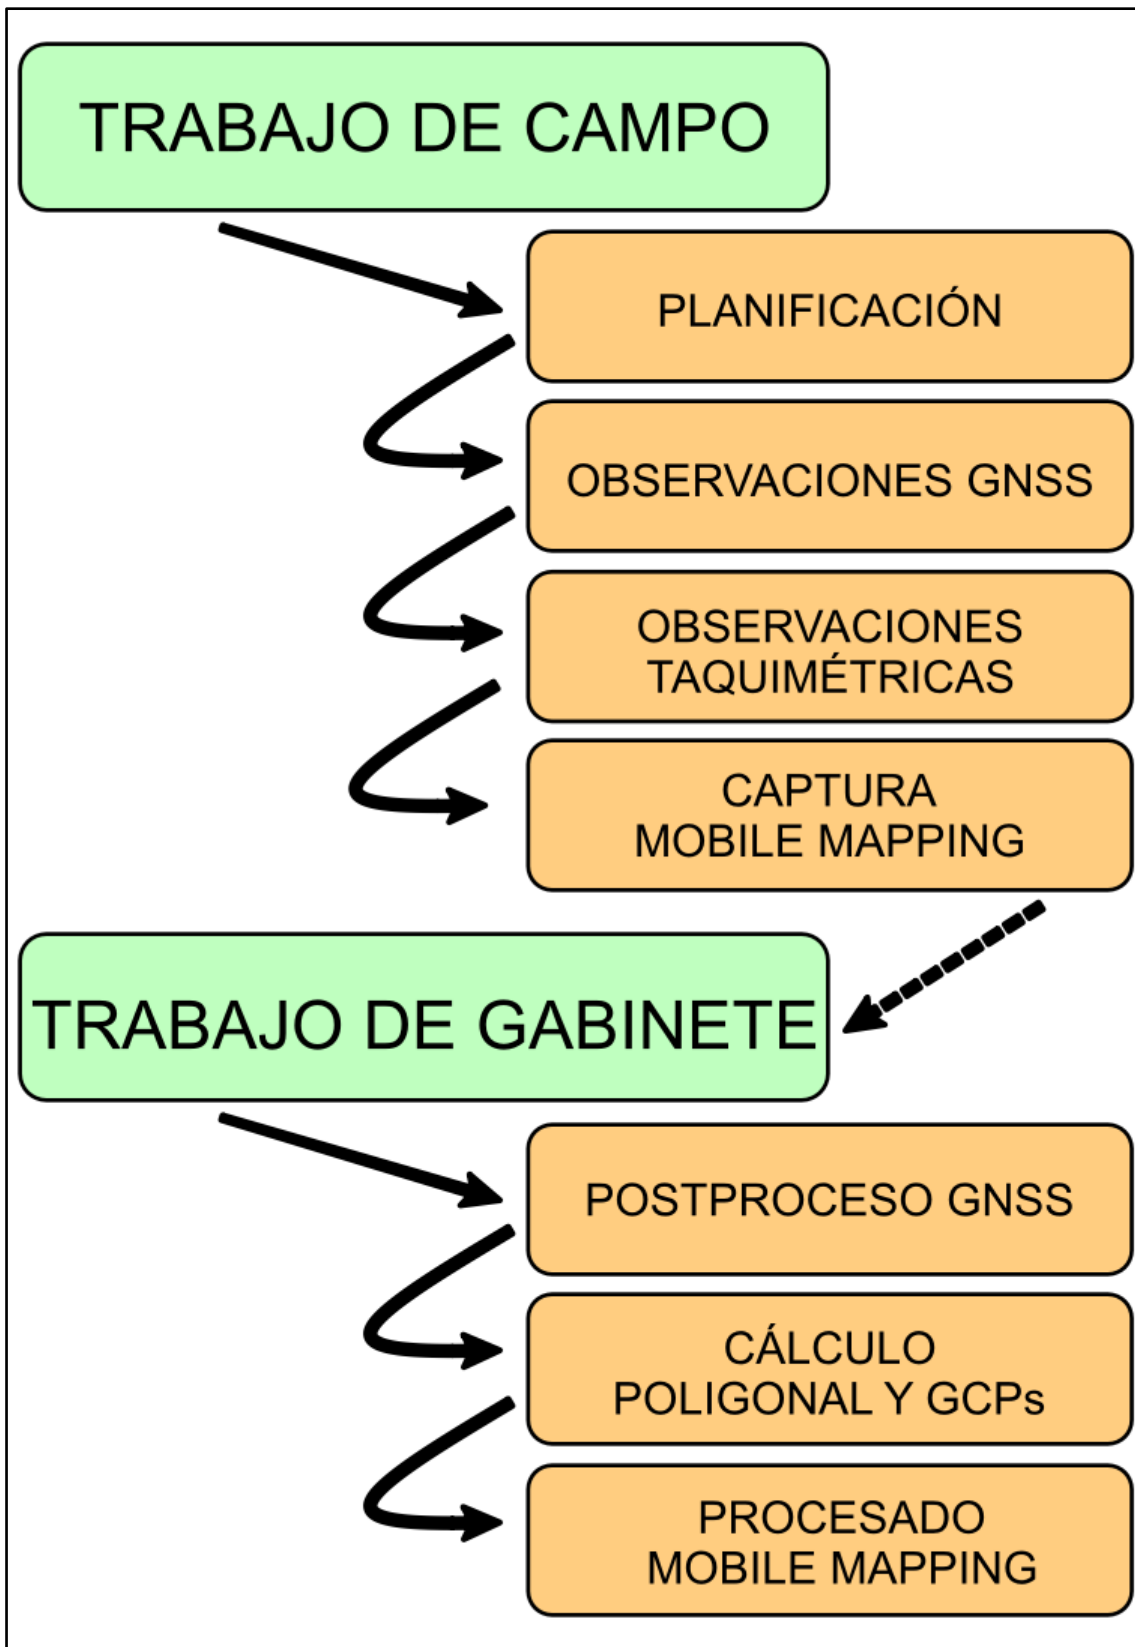 TRABAJO DE CAMPO
PLANIFICACIÓN
OBSERVACIONES GNSS
OBSERVACIONES
TAQUIMÉTRICAS
CAPTURA
MOBILE MAPPING
TRABAJO DE GABINETE
POSTPROCESO GNSS
CÁLCULO
POLIGONAL Y GCPs
PROCESADO
MOBILE MAPPING